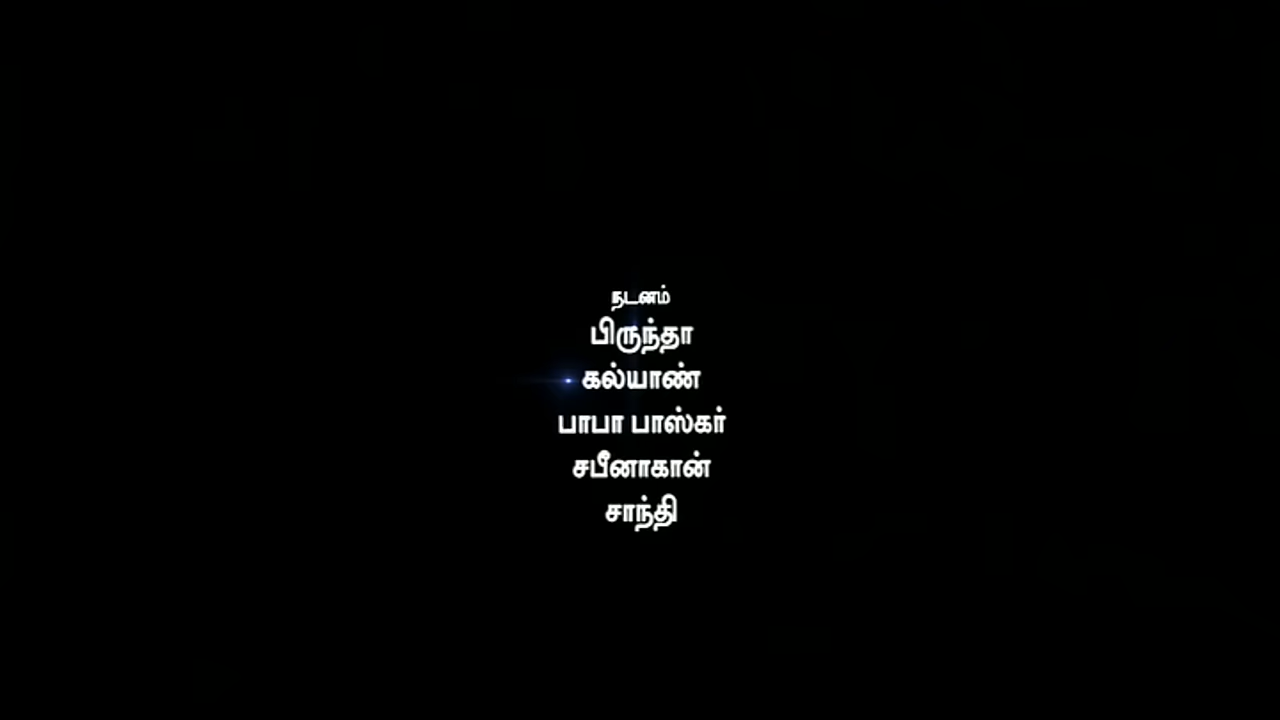 நடனம்
பிருந்தா
கல்யாண்
பாபா பாஸ்கர்
சபீனாகான்
சாந்தி